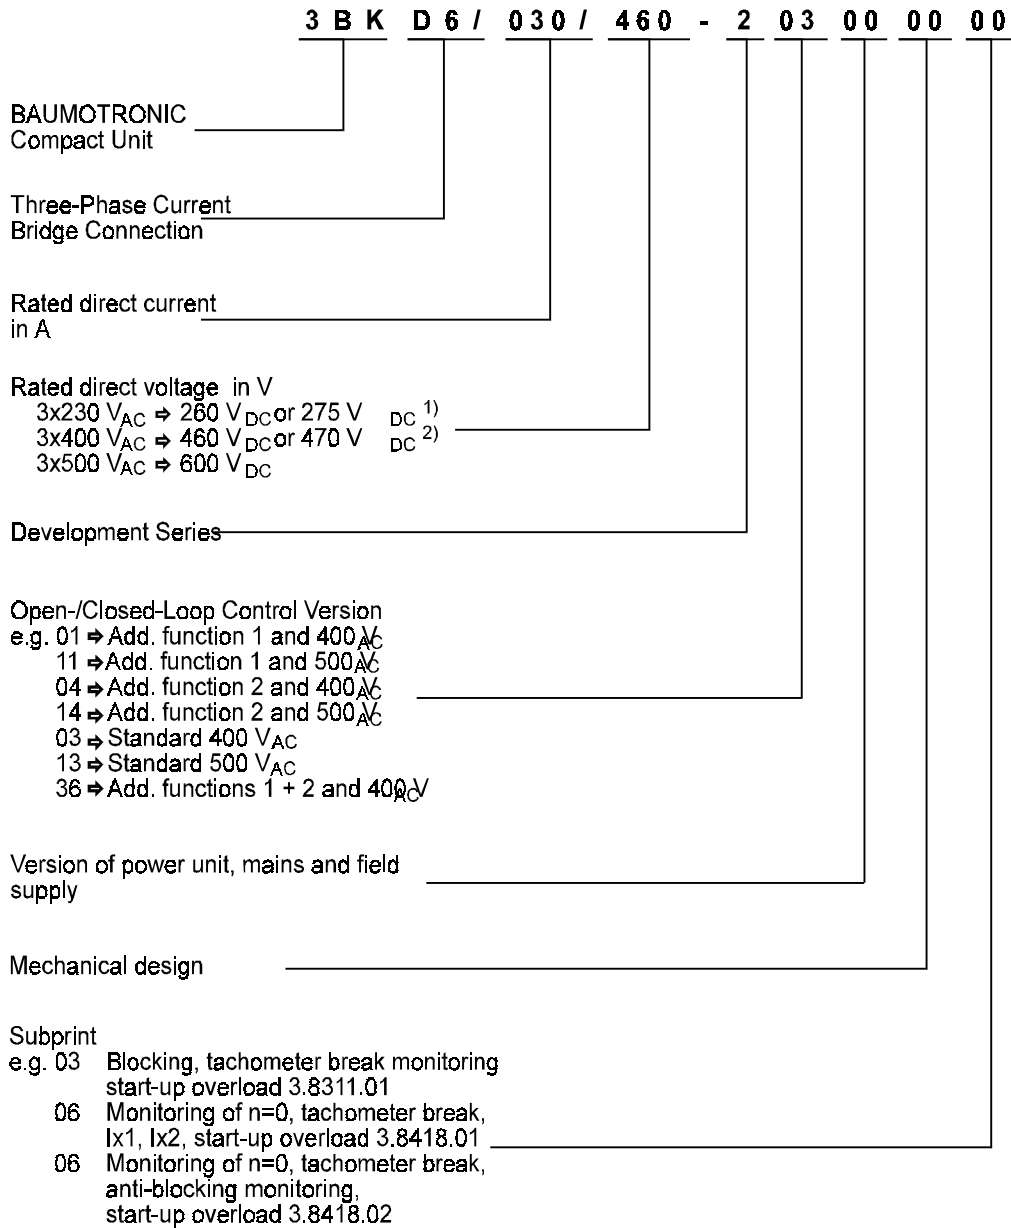 3 B K D 6 / 0 3 0 / 4 6 0 - 2 0 3 0 0 0 0 0 0
BAUMOTRONIC
Compact Unit
Three-Phase Current
Bridge Connection
Rated direct current
in A
Rated direct voltage in V
3x230 VAC ⇒ 260 VDC or 275 V DC 1)
3x400 VAC ⇒ 460 VDC or 470 V DC 2)
3x500 VAC ⇒ 600 VDC
Development Series
Open-/Closed-Loop Control Version
e.g. 01 ⇒ Add. function 1 and 400 VAC
11 ⇒ Add. function 1 and 500 VAC
04 ⇒ Add. function 2 and 400 VAC
14 ⇒ Add. function 2 and 500 VAC
03 ⇒ Standard 400 VAC
13 ⇒ Standard 500 VAC
36 ⇒ Add. functions 1 + 2 and 400 VAC
Version of power unit, mains and field
supply
Mechanical design
Subprint
e.g. 03 Blocking, tachometer break monitoring
start-up overload 3.8311.01
06 Monitoring of n=0, tachometer break,
Ix1, Ix2, start-up overload 3.8418.01
06 Monitoring of n=0, tachometer break,
anti-blocking monitoring,
start-up overload 3.8418.02